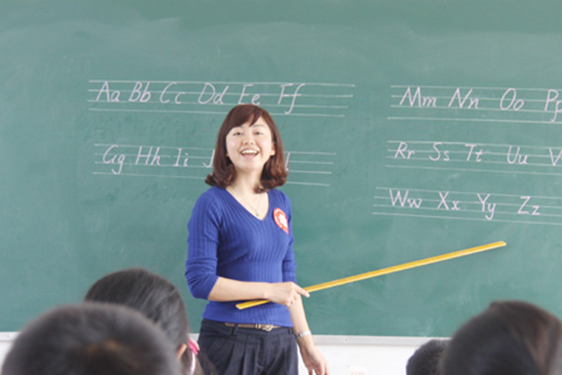 Aa Bb Cc Dd Ee Ff
Gg Hh Ii
Mm Nn Oo Pp
Rr Ss Tt Uu
Ww Xx Yy Zz